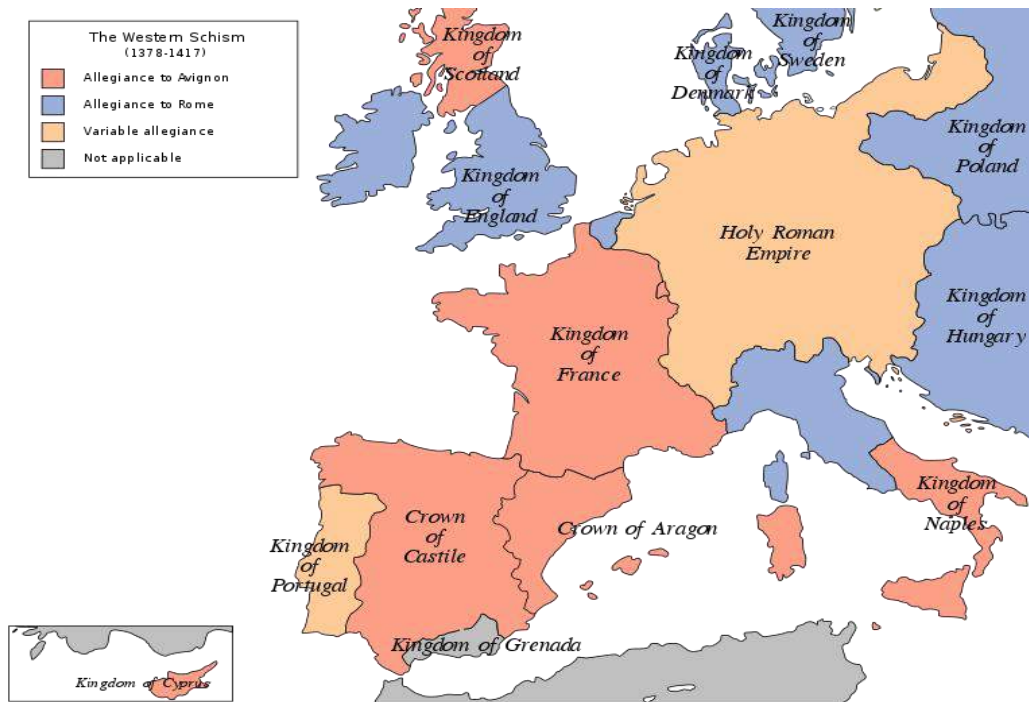 The Western Schism
(1378-1417)
Allegiance to Avignon
Allegiance to Rome
Variable allegiance
Not applicable
Kingdom
of
Scotland
Kingdom
of
Denmark
Kingdom
of
Sweden
Kingdom
of
England
Kingdom
of
Poland
Holy Roman
Empire
Kingdom
of
Hungary
Kingdom
of
France
Kingdom
of
Naples
Crown
of
Castile
Crown of Aragon
Kingdom
of
Portugal
Kingdom of Grenada
Kingdom of Cyprus